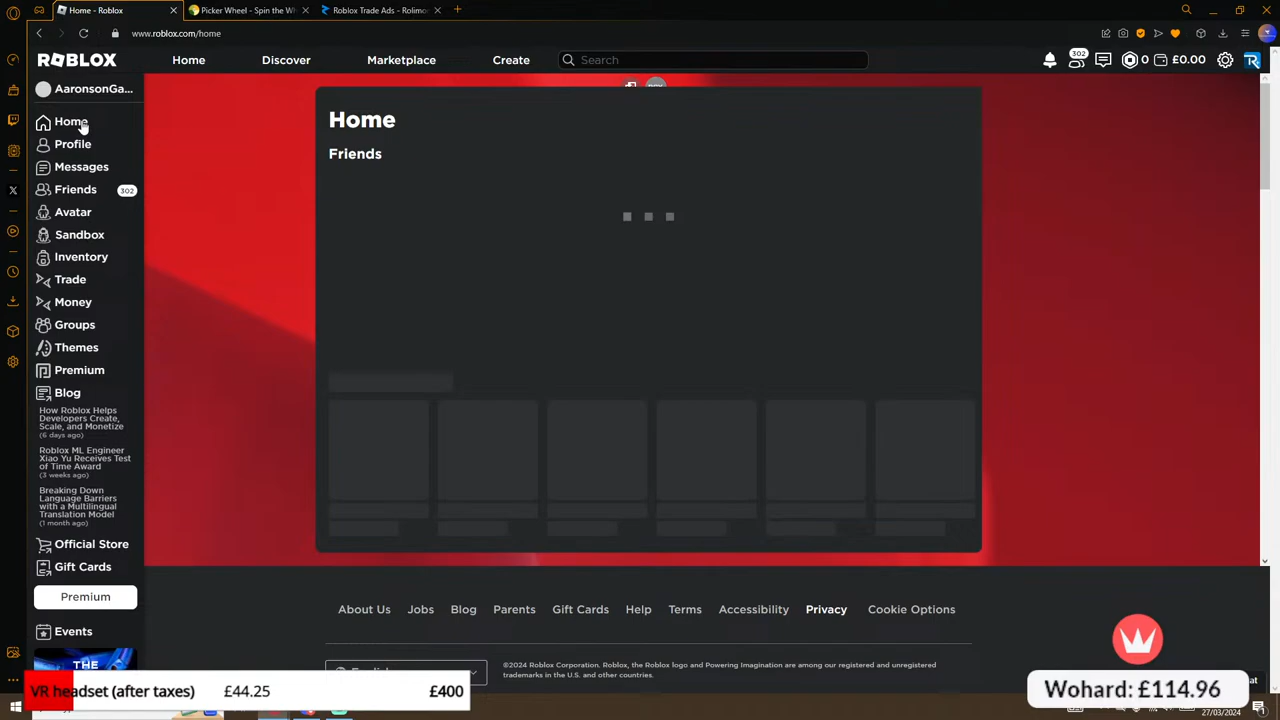 Home - Roblox
Picker Wheel - Spin the Wh
Roblox Trade Ads - Rolimo
www.roblox.com/home
ROBLOX
Home
Discover
Marketplace
Create
Search
302
0
£0.00
AaronsonGa...
Home
Profile
Messages
Friends
302
Avatar
Sandbox
Inventory
Trade
Money
Groups
Themes
Premium
Blog
How Roblox Helps
Developers Create,
Scale, and Monetize
(6 days ago)
Roblox ML Engineer
Xiao Yu Receives Test
of Time Award
(3 weeks ago)
Breaking Down
Language Barriers
with a Multilingual
Translation Model
(1 month ago)
Official Store
Gift Cards
Premium
Events
THE
Home
Friends
About Us
Jobs
Blog
Parents
Gift Cards
Help
Terms
Accessibility
Privacy
Cookie Options
©2024 Roblox Corporation. Roblox, the Roblox logo and Powering Imagination are among our registered and unregistered
trademarks in the U.S. and other countries.
VR headset (after taxes)
£44.25
£400
Wohard: £114.96
27/03/2024